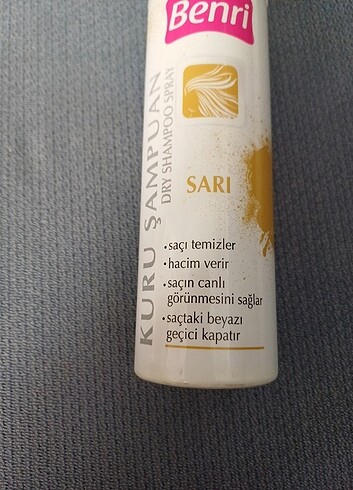 Benri
KURU ŞAMPUAN
DRY SHAMPOO SPRAY
SARI
•saçı temizler
•hacim verir
•saçın canlı
görünmesini sağlar
•saçtaki beyazı
geçici kapatır